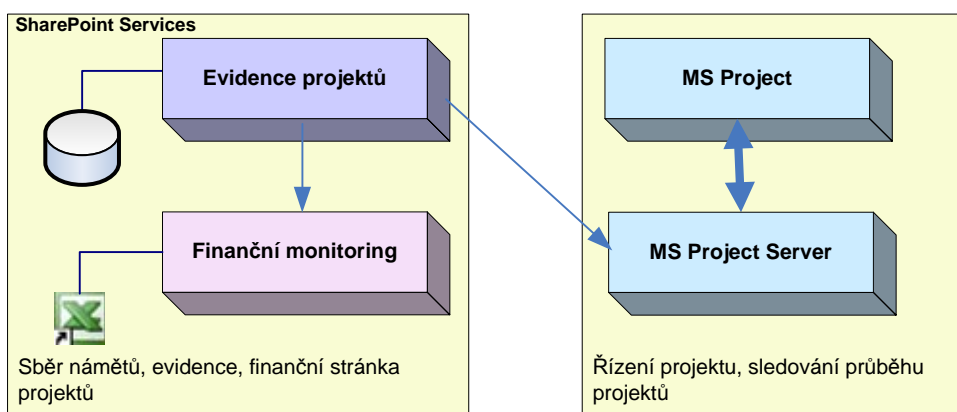 SharePoint Services
Evidence projektů
Finanční monitoring
Sběr námětů, evidence, finanční stránka
projektů
MS Project
MS Project Server
Řízení projektu, sledování průběhu
projektů